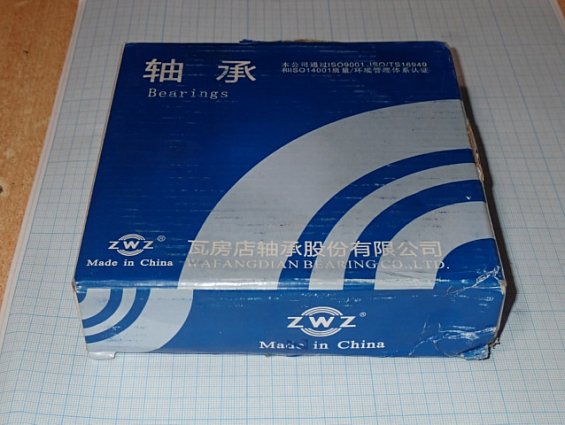 轴 承
Bearings
本公司通过ISO9001、ISO/TS16949
和ISO14001质量/环境管理体系认证
ZWZ®
Made in China
瓦房店轴承股份有限公司
WAFANGDIAN BEARING CO.,LTD.
ZWZ®
Made in China